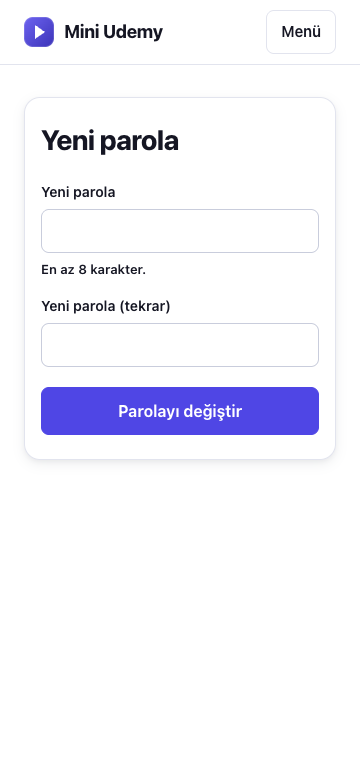 Mini Udemy
Menü
Yeni parola
Yeni parola
En az 8 karakter.
Yeni parola (tekrar)
Parolayı değiştir